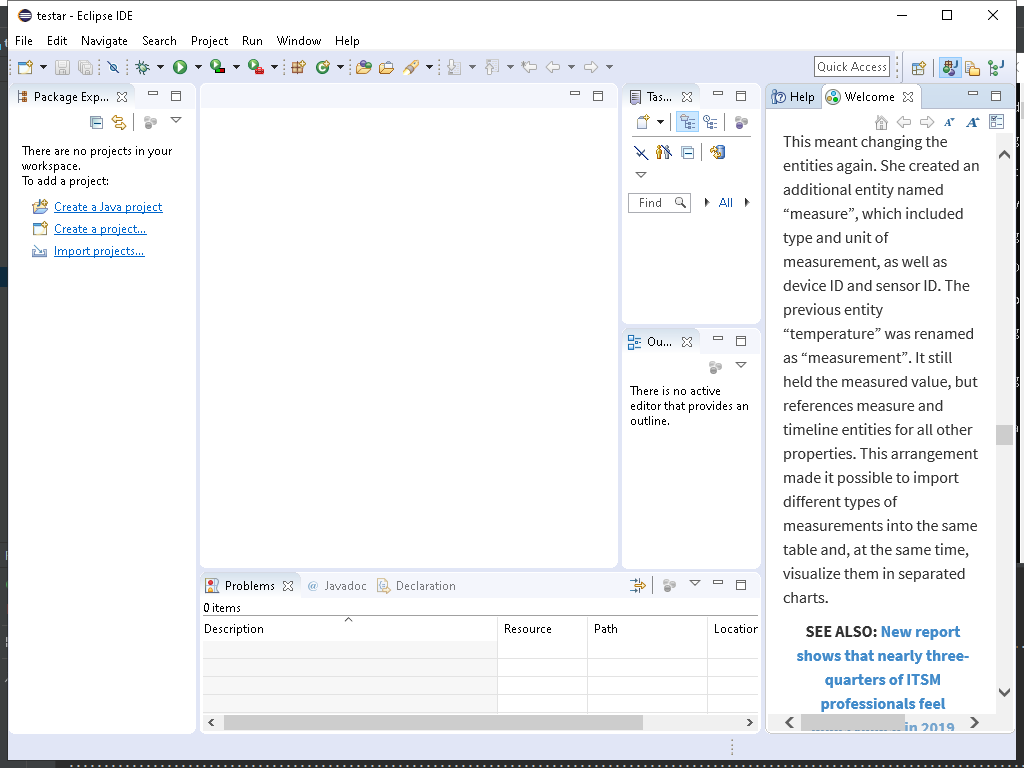 testar - Eclipse IDE
File Edit Navigate Search Project Run Window Help
Quick Access
Package Exp...
There are no projects in your
workspace.
To add a project:
Create a Java project
Create a project...
Import projects...
Tas...
Find
All
Ou...
There is no active
editor that provides an
outline.
Problems @ Javadoc Declaration
0 items
Description Resource Path Location
Help Welcome
This meant changing the
entities again. She created an
additional entity named
“measure”, which included
type and unit of
measurement, as well as
device ID and sensor ID. The
previous entity
“temperature” was renamed
as “measurement”. It still
held the measured value, but
references measure and
timeline entities for all other
properties. This arrangement
made it possible to import
different types of
measurements into the same
table and, at the same time,
visualize them in separated
charts.
SEE ALSO: New report
shows that nearly three-
quarters of ITSM
professionals feel
in 2019